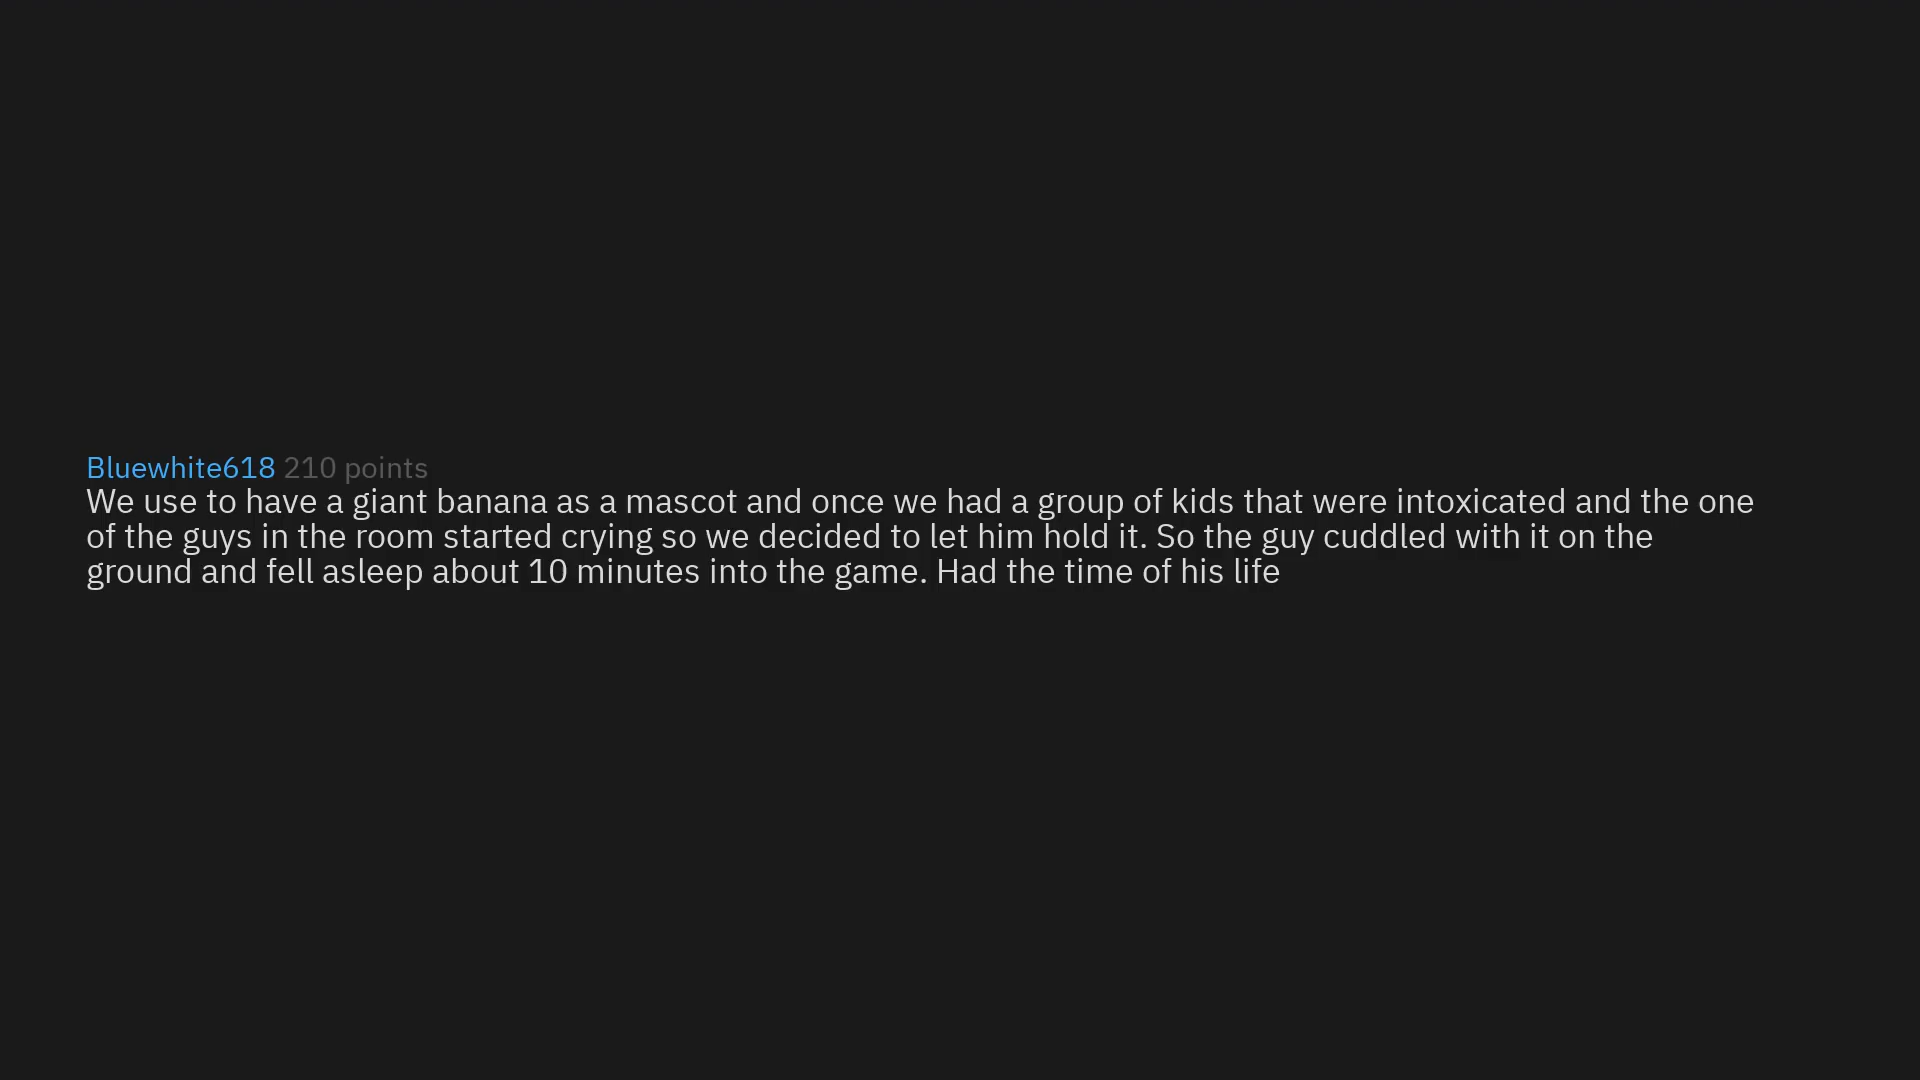 Bluewhite618 210 points
We use to have a giant banana as a mascot and once we had a group of kids that were intoxicated and the one
of the guys in the room started crying so we decided to let him hold it. So the guy cuddled with it on the
ground and fell asleep about 10 minutes into the game. Had the time of his life